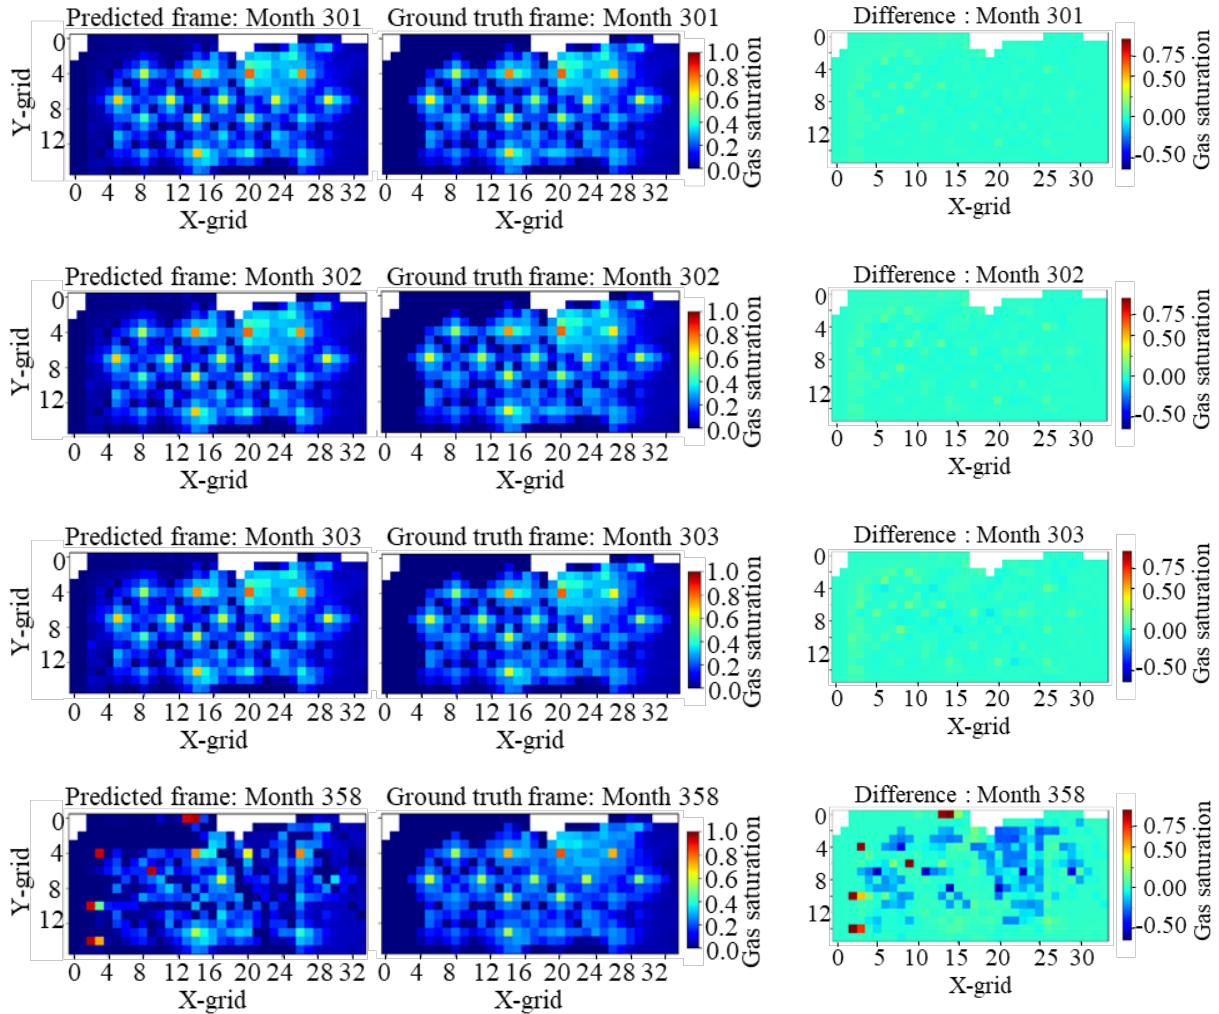 Predicted frame: Month 301 Ground truth frame: Month 301 Difference : Month 301
Y-grid
0
4
8
12
0 4 8 12 16 20 24 28 32
X-grid
0 4 8 12 16 20 24 28 32
X-grid
1.0
0.8
0.6
0.4
0.2
0.0
Gas saturation
0
4
8
12
0 5 10 15 20 25 30
X-grid
0.75
0.50
0.00
-0.50
Gas saturation
Predicted frame: Month 302 Ground truth frame: Month 302 Difference : Month 302
Y-grid
0
4
8
12
0 4 8 12 16 20 24 28 32
X-grid
0 4 8 12 16 20 24 28 32
X-grid
1.0
0.8
0.6
0.4
0.2
0.0
Gas saturation
0
4
8
12
0 5 10 15 20 25 30
X-grid
0.75
0.50
0.00
-0.50
Gas saturation
Predicted frame: Month 303 Ground truth frame: Month 303 Difference : Month 303
Y-grid
0
4
8
12
0 4 8 12 16 20 24 28 32
X-grid
0 4 8 12 16 20 24 28 32
X-grid
1.0
0.8
0.6
0.4
0.2
0.0
Gas saturation
0
4
8
12
0 5 10 15 20 25 30
X-grid
0.75
0.50
0.00
-0.50
Gas saturation
Predicted frame: Month 358 Ground truth frame: Month 358 Difference : Month 358
Y-grid
0
4
8
12
0 4 8 12 16 20 24 28 32
X-grid
0 4 8 12 16 20 24 28 32
X-grid
1.0
0.8
0.6
0.4
0.2
0.0
Gas saturation
0
4
8
12
0 5 10 15 20 25 30
X-grid
0.75
0.50
0.00
-0.50
Gas saturation